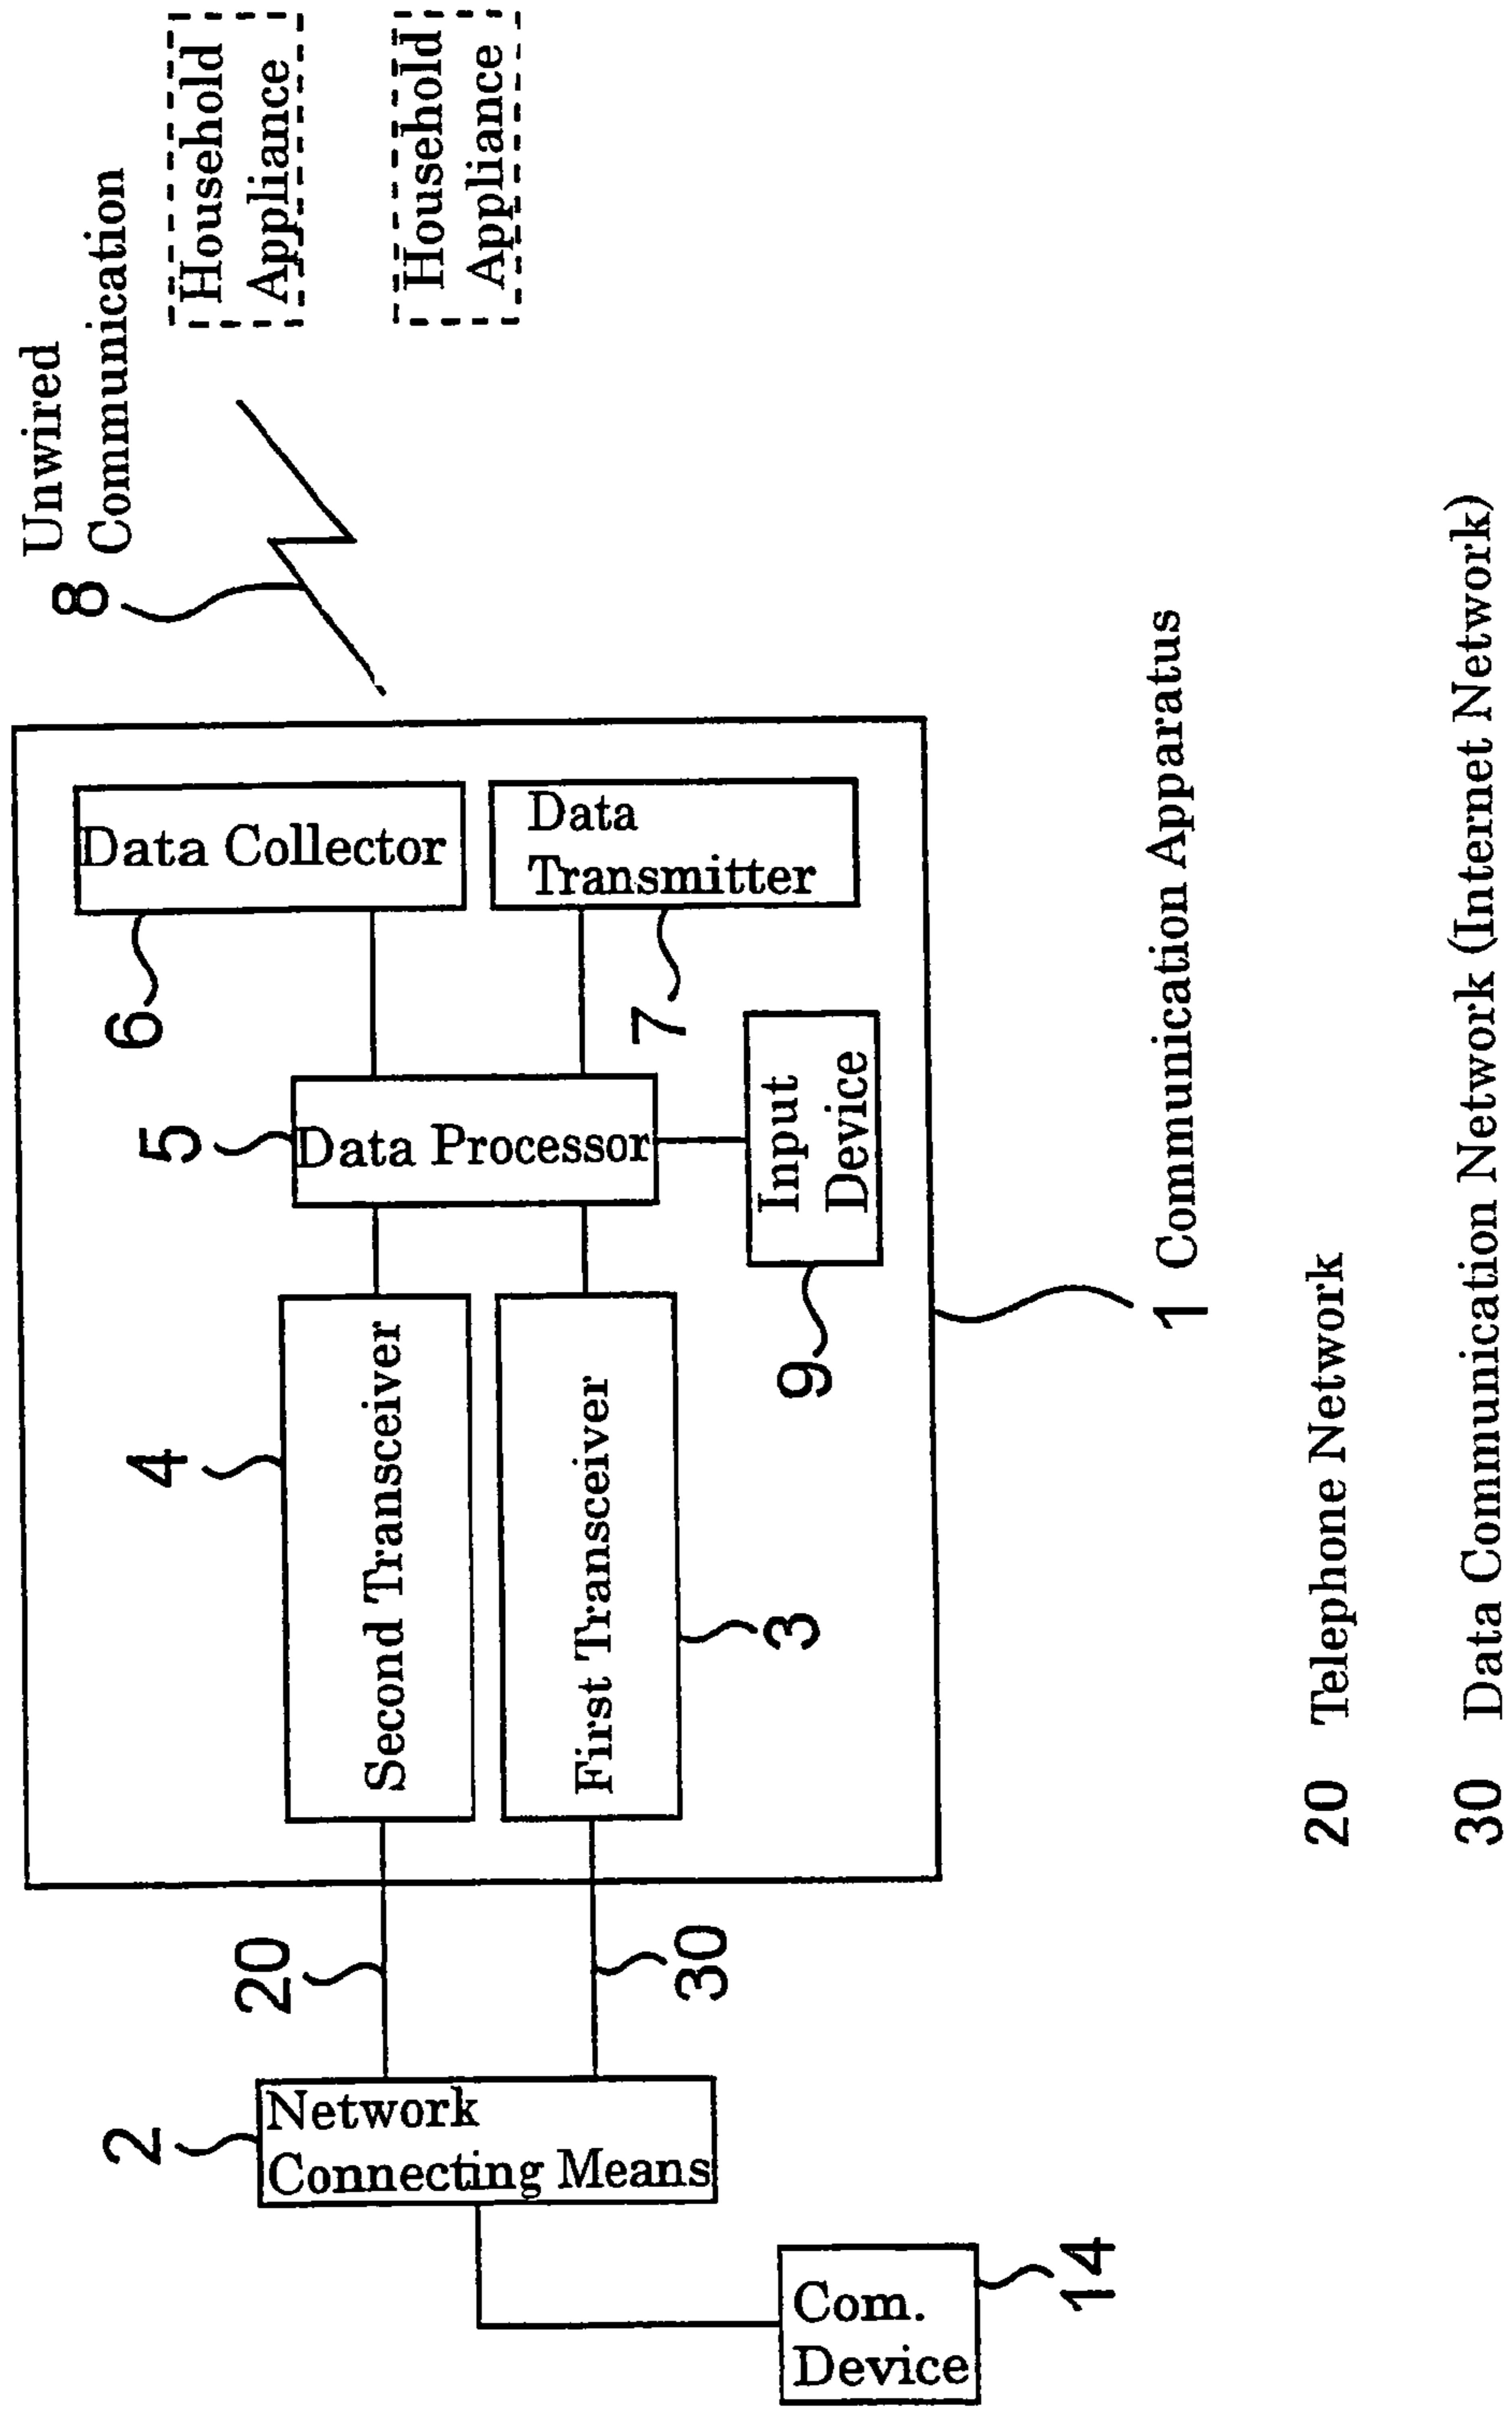 Unwired
Communication
8
Household
Appliance
Household
Appliance
Data Collector
6
Data
Transmitter
7
5
Data Processor
Input
Device
9
4
Second Transceiver
First Transceiver
3
20
30
2
Network
Connecting Means
Com.
Device
14
1 Communication Apparatus
20 Telephone Network
30 Data Communication Network (Internet Network)